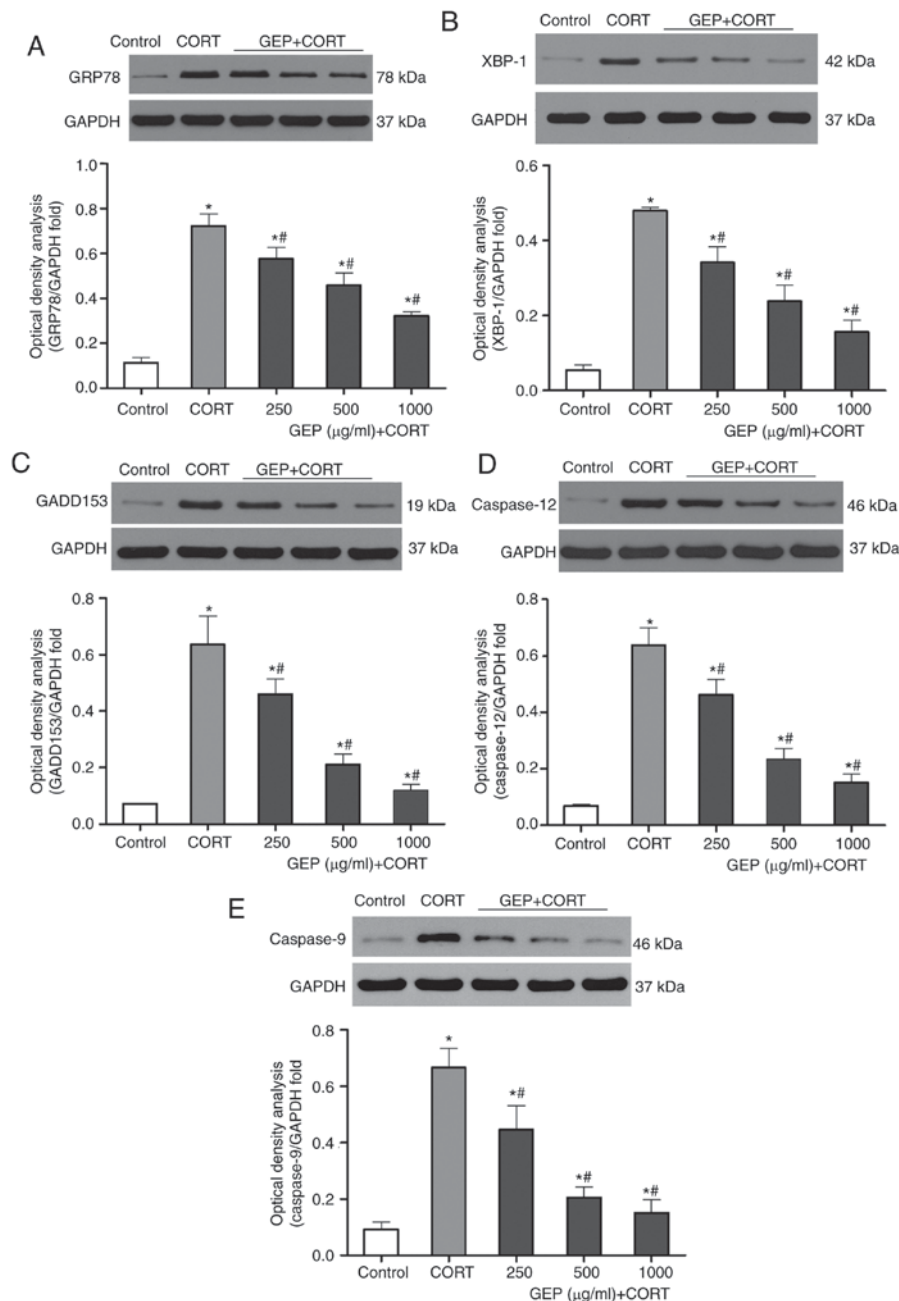 A
Control CORT GEP+CORT
GRP78 78 kDa
GAPDH 37 kDa
Optical density analysis
(GRP78/GAPDH fold)
1.0
0.8
0.6
0.4
0.2
0.0
* *# *# *#
Control CORT 250 500 1000
GEP (μg/ml)+CORT
B
Control CORT GEP+CORT
XBP-1 42 kDa
GAPDH 37 kDa
Optical density analysis
(XBP-1/GAPDH fold)
0.6
0.4
0.2
0.0
* *# *# *#
Control CORT 250 500 1000
GEP (μg/ml)+CORT
C
Control CORT GEP+CORT
GADD153 19 kDa
GAPDH 37 kDa
Optical density analysis
(GADD153/GAPDH fold
0.8
0.6
0.4
0.2
0.0
* *# *# *#
Control CORT 250 500 1000
GEP (μg/ml)+CORT
D
Control CORT GEP+CORT
Caspase-12 46 kDa
GAPDH 37 kDa
Optical density analysis
(caspase-12/GAPDH fold
0.8
0.6
0.4
0.2
0.0
* *# *# *#
Control CORT 250 500 1000
GEP (μg/ml)+CORT
E
Control CORT GEP+CORT
Caspase-9 46 kDa
GAPDH 37 kDa
Optical density analysis
(caspase-9/GAPDH fold
0.8
0.6
0.4
0.2
0.0
* *# *# *#
Control CORT 250 500 1000
GEP (μg/ml)+CORT